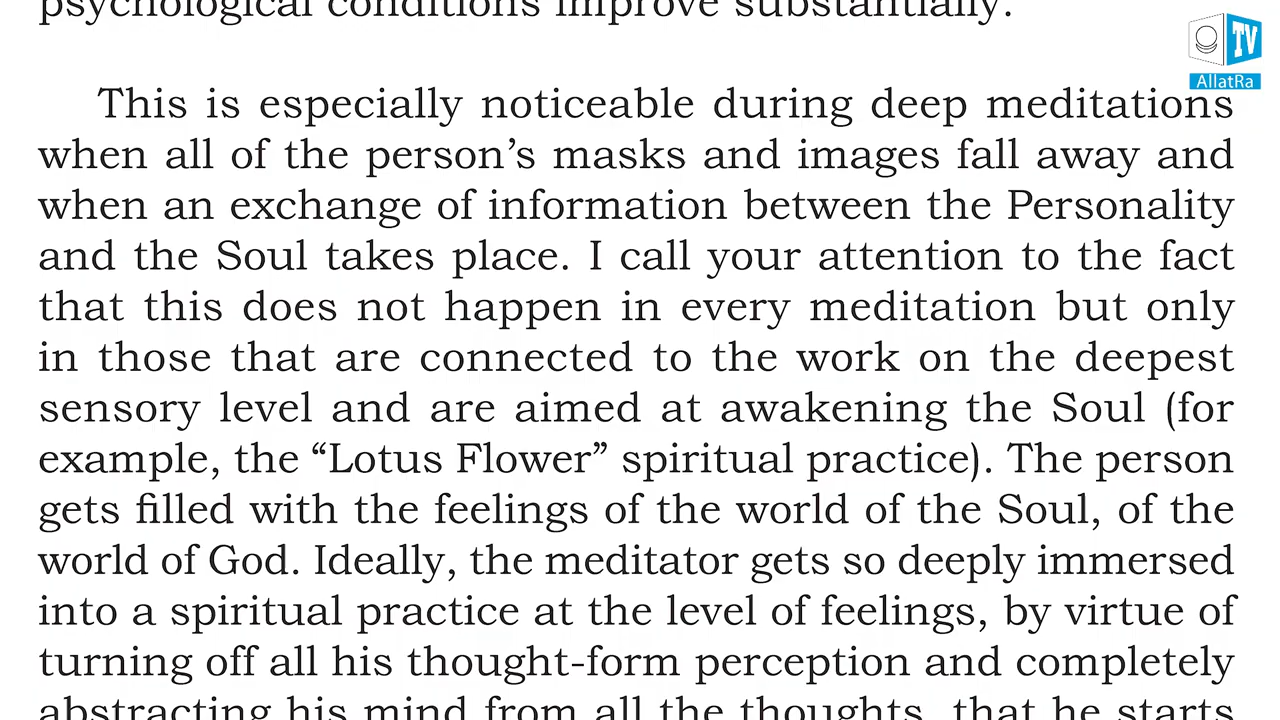 psychological conditions improve substantially.
TV
AllatRa
This is especially noticeable during deep meditations
when all of the person’s masks and images fall away and
when an exchange of information between the Personality
and the Soul takes place. I call your attention to the fact
that this does not happen in every meditation but only
in those that are connected to the work on the deepest
sensory level and are aimed at awakening the Soul (for
example, the “Lotus Flower” spiritual practice). The person
gets filled with the feelings of the world of the Soul, of the
world of God. Ideally, the meditator gets so deeply immersed
into a spiritual practice at the level of feelings, by virtue of
turning off all his thought-form perception and completely
abstracting his mind from all the thoughts, that he starts